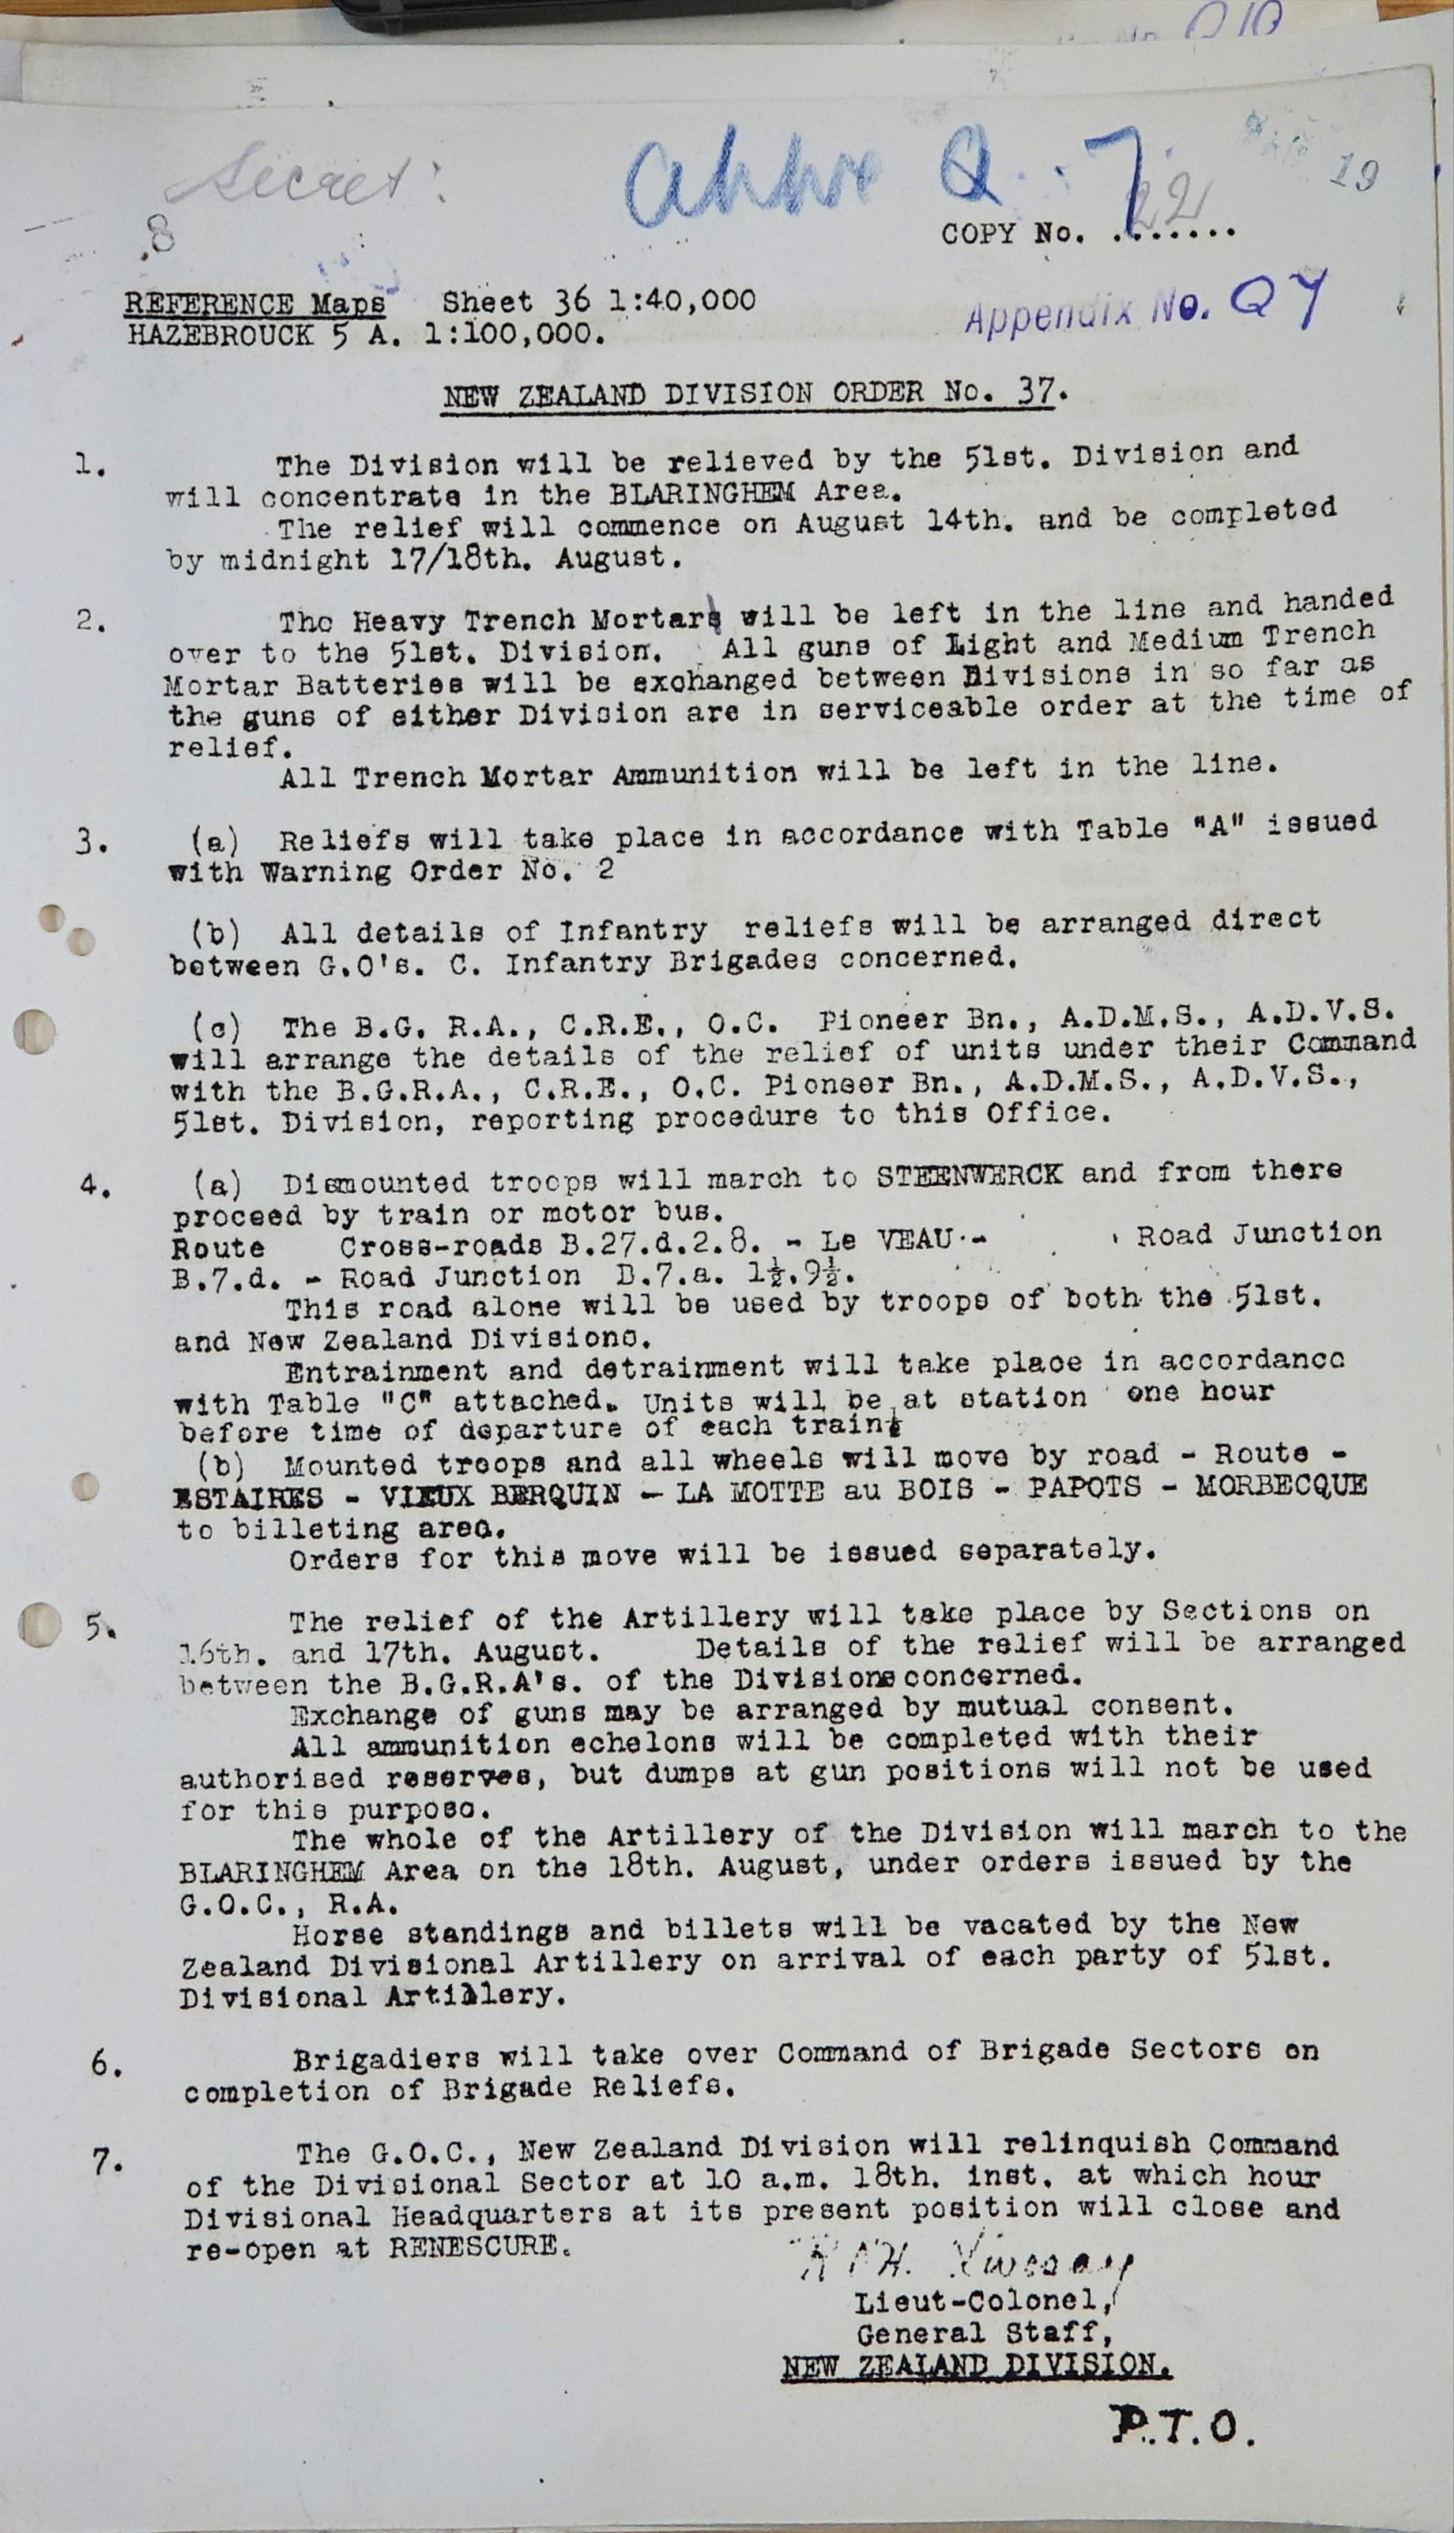 Secret:
Q.7.
22
19
8
COPY No. .......
REFERENCE Maps Sheet 36 1:40,000
HAZEBROUCK 5 A. 1:100,000.
Appendix No. Q7
NEW ZEALAND DIVISION ORDER No. 37.
1. The Division will be relieved by the 51st. Division and
will concentrate in the BLARINGHEM Area.
The relief will commence on August 14th. and be completed
by midnight 17/18th. August.
2. The Heavy Trench Mortars will be left in the line and handed
over to the 51st. Division. All guns of Light and Medium Trench
Mortar Batteries will be exchanged between Divisions in so far as
the guns of either Division are in serviceable order at the time of
relief.
All Trench Mortar Ammunition will be left in the line.
3. (a) Reliefs will take place in accordance with Table "A" issued
with Warning Order No. 2
(b) All details of Infantry reliefs will be arranged direct
between G.O's. C. Infantry Brigades concerned.
(c) The B.G. R.A., C.R.E., O.C. Pioneer Bn., A.D.M.S., A.D.V.S.
will arrange the details of the relief of units under their Command
with the B.G.R.A., C.R.E., O.C. Pioneer Bn., A.D.M.S., A.D.V.S.,
51st. Division, reporting procedure to this Office.
4. (a) Dismounted troops will march to STEENWERCK and from there
proceed by train or motor bus.
Route Cross-roads B.27.d.2.8. - Le VEAU - Road Junction
B.7.d. - Road Junction B.7.a. 1½.9½.
This road alone will be used by troops of both the 51st.
and New Zealand Divisions.
Entrainment and detrainment will take place in accordance
with Table "C" attached. Units will be at station one hour
before time of departure of each train.
(b) Mounted troops and all wheels will move by road - Route -
ESTAIRES - VIEUX BERQUIN - LA MOTTE au BOIS - PAPOTS - MORBECQUE
to billeting area.
Orders for this move will be issued separately.
5. The relief of the Artillery will take place by Sections on
16th. and 17th. August. Details of the relief will be arranged
between the B.G.R.A's. of the Divisions concerned.
Exchange of guns may be arranged by mutual consent.
All ammunition echelons will be completed with their
authorised reserves, but dumps at gun positions will not be used
for this purpose.
The whole of the Artillery of the Division will march to the
BLARINGHEM Area on the 18th. August, under orders issued by the
G.O.C., R.A.
Horse standings and billets will be vacated by the New
Zealand Divisional Artillery on arrival of each party of 51st.
Divisional Artillery.
6. Brigadiers will take over Command of Brigade Sectors on
completion of Brigade Reliefs.
7. The G.O.C., New Zealand Division will relinquish Command
of the Divisional Sector at 10 a.m. 18th. inst. at which hour
Divisional Headquarters at its present position will close and
re-open at RENESCURE.
Lieut-Colonel,
General Staff,
NEW ZEALAND DIVISION.
P.T.O.